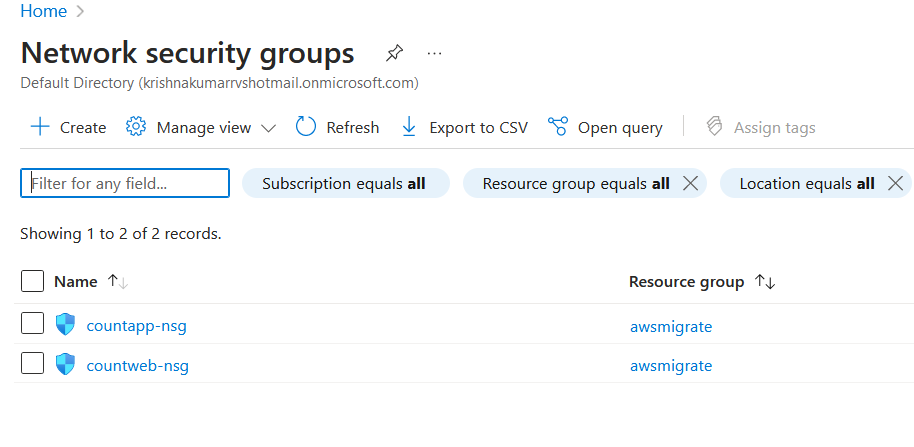 Home
Network security groups
Default Directory (krishnakumarrvshotmail.onmicrosoft.com)
Create Manage view Refresh Export to CSV Open query Assign tags
Filter for any field... Subscription equals all Resource group equals all Location equals all
Showing 1 to 2 of 2 records.
Name Resource group
countapp-nsg awsmigrate
countweb-nsg awsmigrate